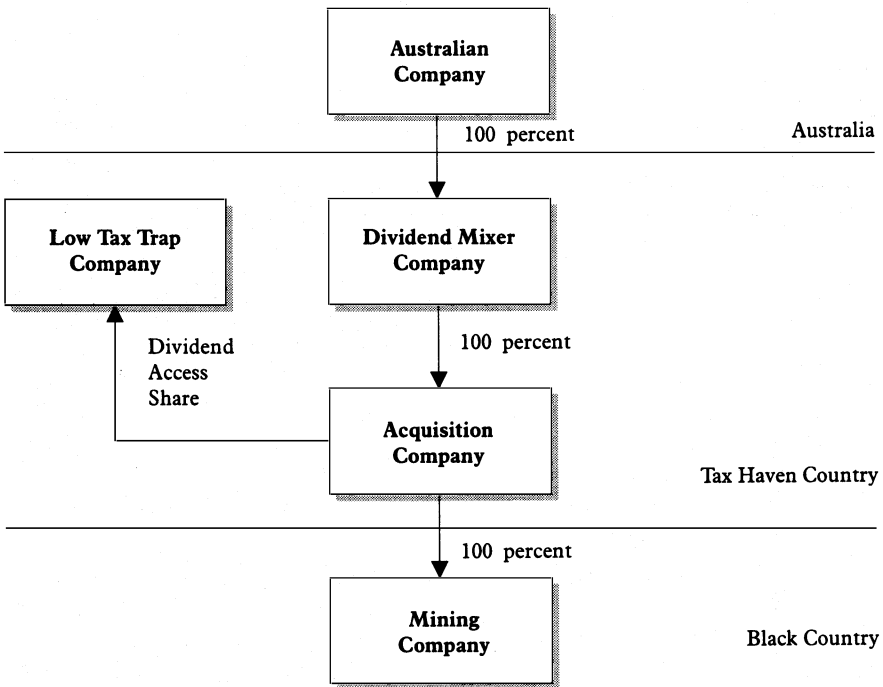 Australian
Company
100 percent
Australia
Low Tax Trap
Company
Dividend Mixer
Company
Dividend
Access
Share
100 percent
Acquisition
Company
Tax Haven Country
100 percent
Mining
Company
Black Country